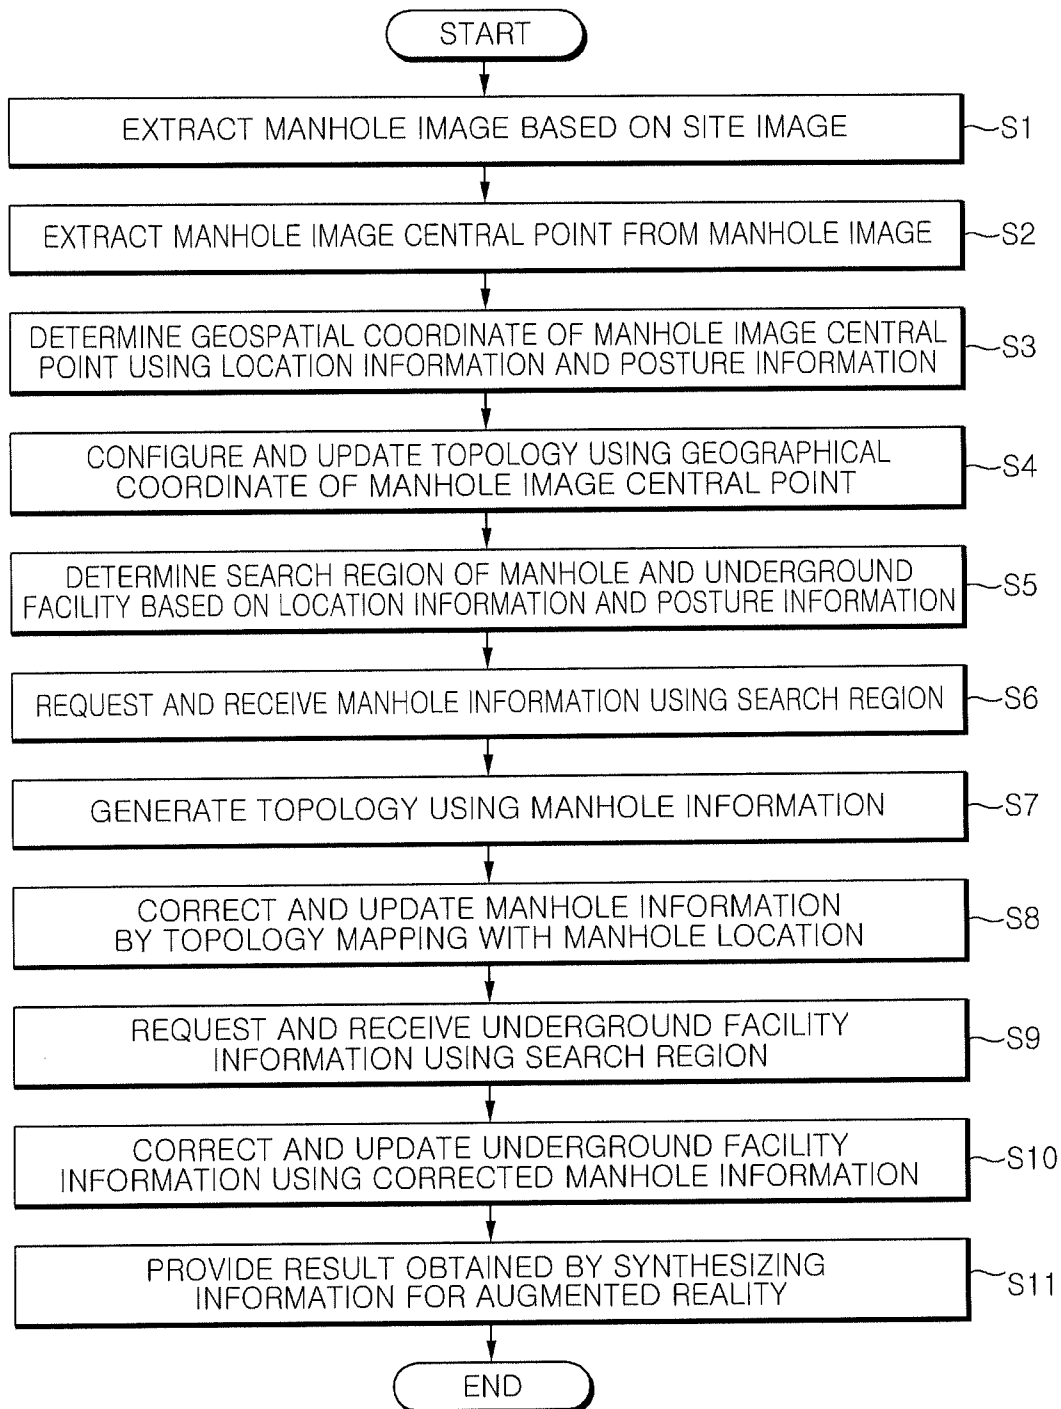 START
EXTRACT MANHOLE IMAGE BASED ON SITE IMAGE
S1
EXTRACT MANHOLE IMAGE CENTRAL POINT FROM MANHOLE IMAGE
S2
DETERMINE GEOSPATIAL COORDINATE OF MANHOLE IMAGE CENTRAL
POINT USING LOCATION INFORMATION AND POSTURE INFORMATION
S3
CONFIGURE AND UPDATE TOPOLOGY USING GEOGRAPHICAL
COORDINATE OF MANHOLE IMAGE CENTRAL POINT
S4
DETERMINE SEARCH REGION OF MANHOLE AND UNDERGROUND
FACILITY BASED ON LOCATION INFORMATION AND POSTURE INFORMATION
S5
REQUEST AND RECEIVE MANHOLE INFORMATION USING SEARCH REGION
S6
GENERATE TOPOLOGY USING MANHOLE INFORMATION
S7
CORRECT AND UPDATE MANHOLE INFORMATION
BY TOPOLOGY MAPPING WITH MANHOLE LOCATION
S8
REQUEST AND RECEIVE UNDERGROUND FACILITY
INFORMATION USING SEARCH REGION
S9
CORRECT AND UPDATE UNDERGROUND FACILITY
INFORMATION USING CORRECTED MANHOLE INFORMATION
S10
PROVIDE RESULT OBTAINED BY SYNTHESIZING
INFORMATION FOR AUGMENTED REALITY
S11
END